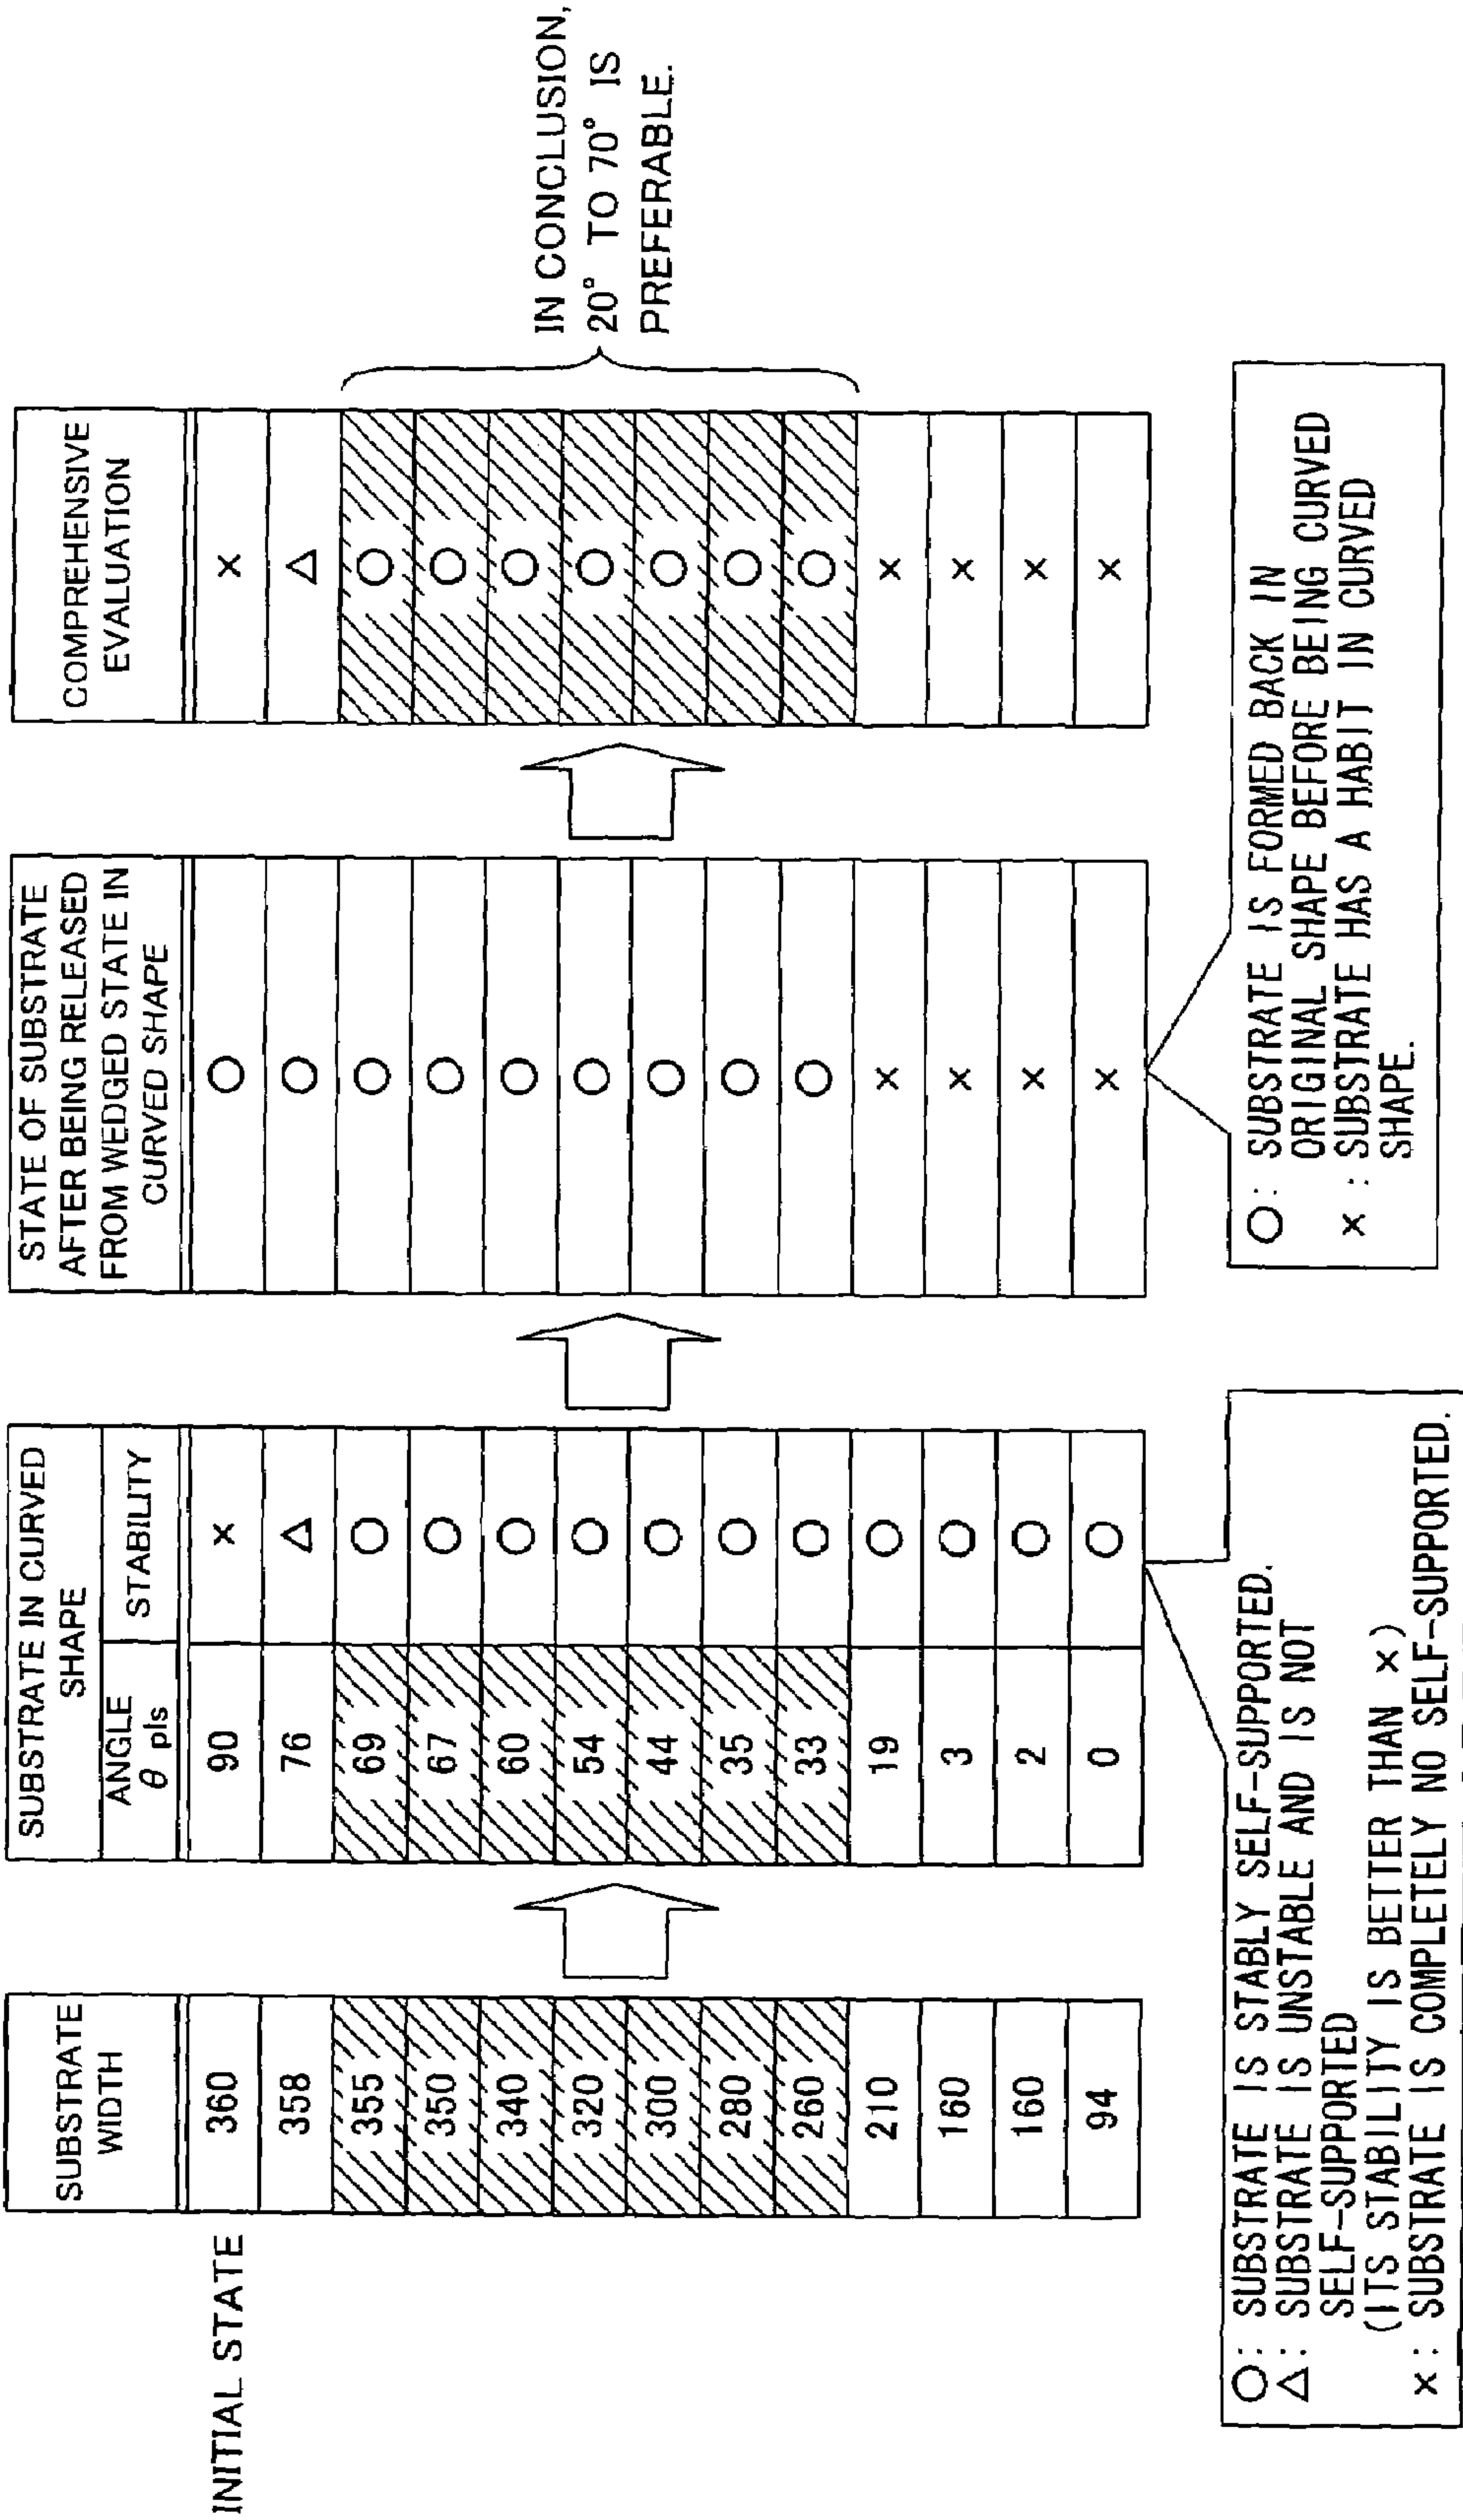 INITIAL STATE
SUBSTRATE
WIDTH
360
358
355
350
340
320
300
280
260
210
160
160
94
SUBSTRATE IN CURVED
SHAPE
ANGLE
θ pls
STABILITY
90 ×
76 △
69 ○
67 ○
60 ○
54 ○
44 ○
35 ○
33 ○
19 ○
3 ○
2 ○
0 ○
STATE OF SUBSTRATE
AFTER BEING RELEASED
FROM WEDGED STATE IN
CURVED SHAPE
○
○
○
○
○
○
○
○
○
×
×
×
×
COMPREHENSIVE
EVALUATION
×
△
○
○
○
○
○
○
○
×
×
×
×
IN CONCLUSION,
20° TO 70° IS
PREFERABLE.
○: SUBSTRATE IS STABLY SELF-SUPPORTED.
△: SUBSTRATE IS UNSTABLE AND IS NOT
SELF-SUPPORTED
(ITS STABILITY IS BETTER THAN ×)
×: SUBSTRATE IS COMPLETELY NO SELF-SUPPORTED.
○: SUBSTRATE IS FORMED BACK IN
ORIGINAL SHAPE BEFORE BEING CURVED
×: SUBSTRATE HAS A HABIT IN CURVED
SHAPE.